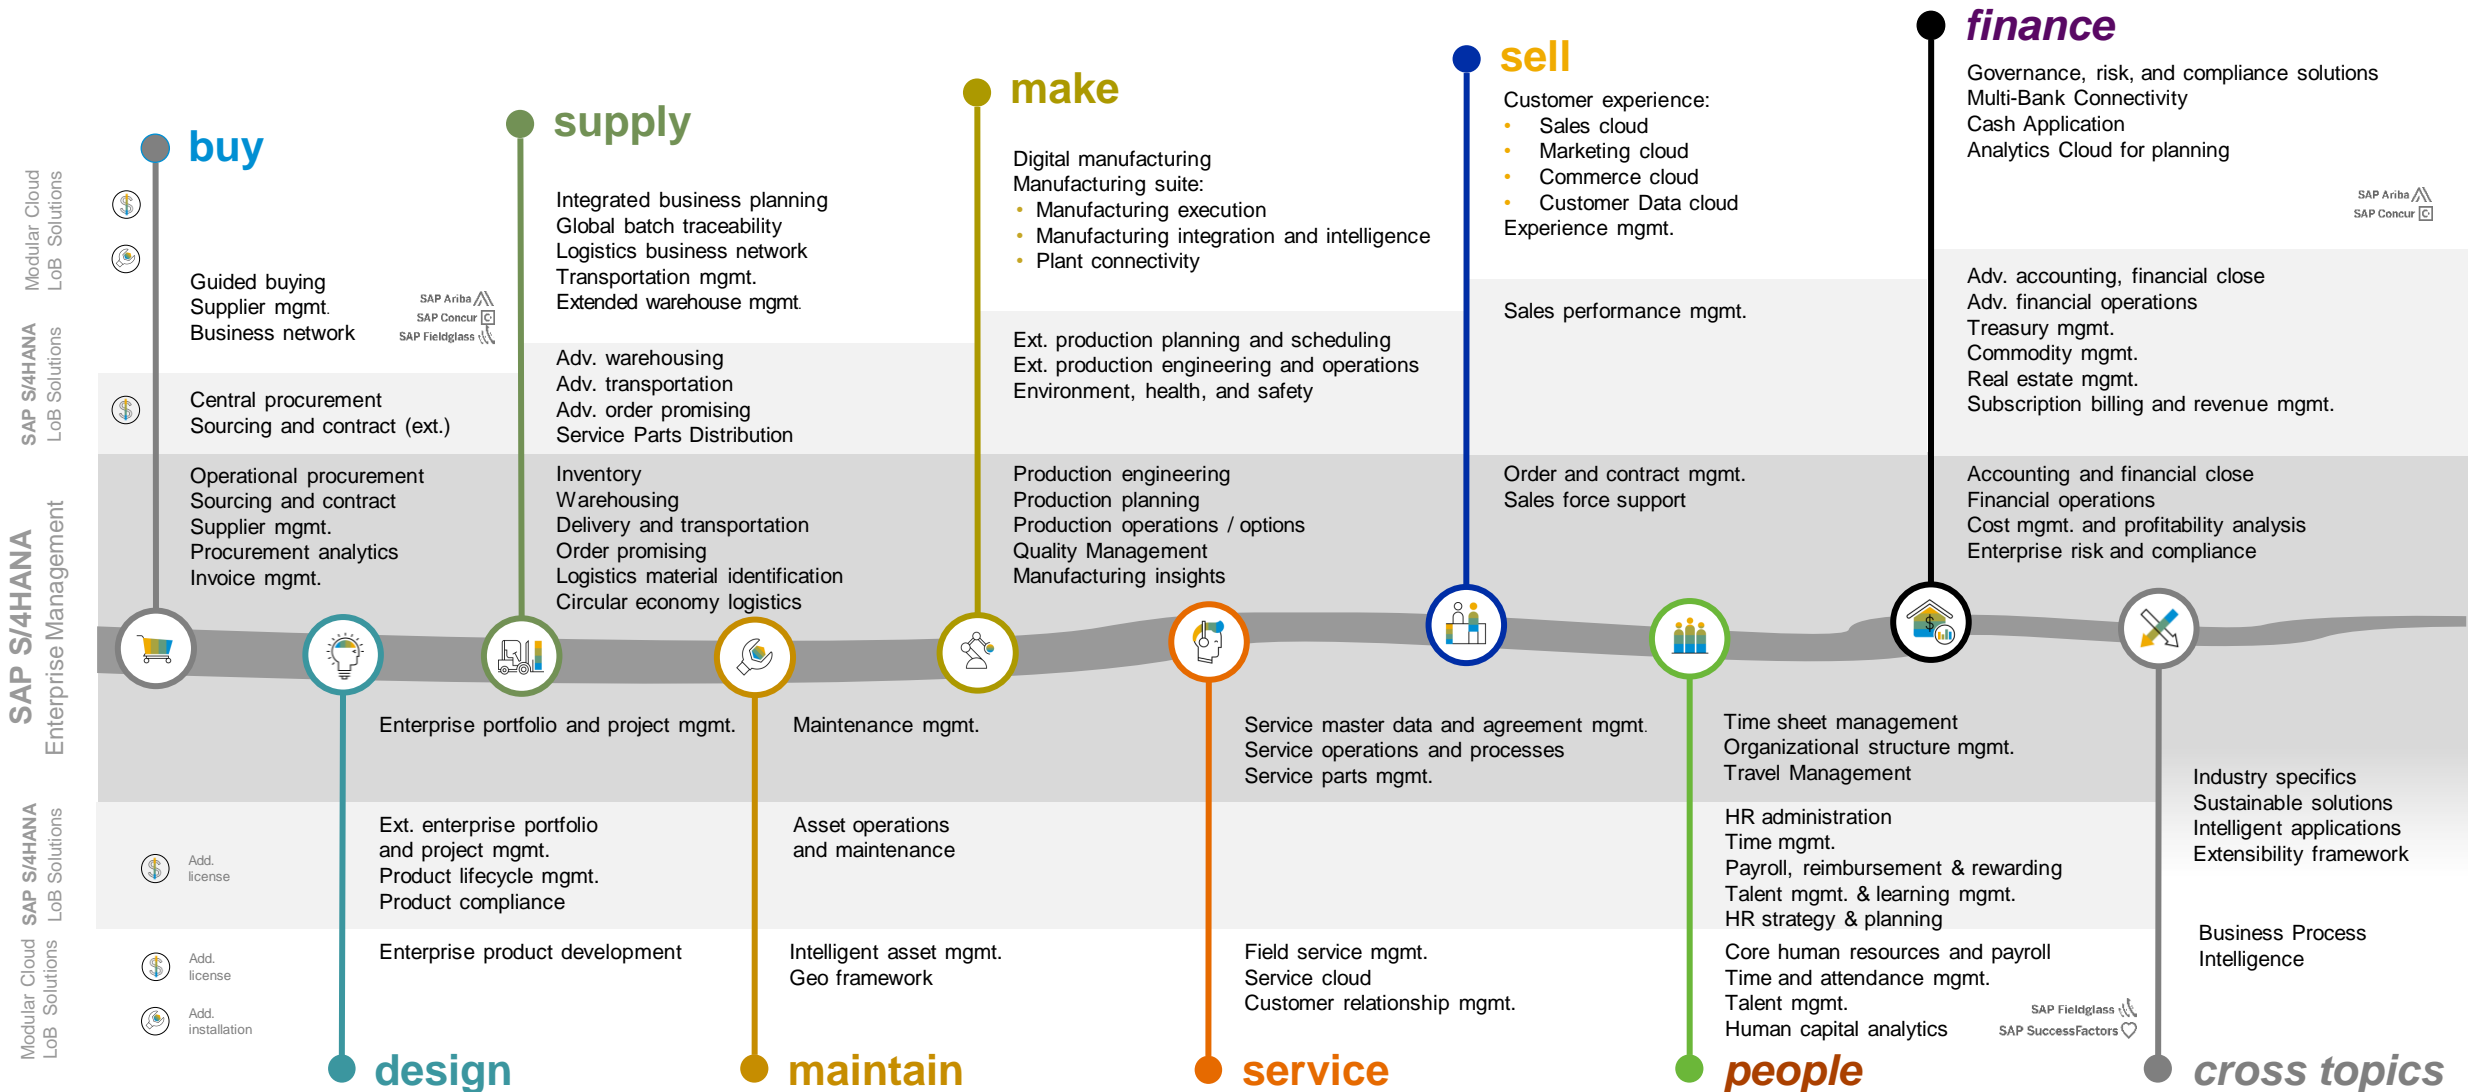 finance
Governance, risk, and compliance solutions
Multi-Bank Connectivity
Cash Application
Analytics Cloud for planning
SAP Ariba
SAP Concur
Adv. accounting, financial close
Adv. financial operations
Treasury mgmt.
Commodity mgmt.
Real estate mgmt.
Subscription billing and revenue mgmt.
Accounting and financial close
Financial operations
Cost mgmt. and profitability analysis
Enterprise risk and compliance
sell
Customer experience:
• Sales cloud
• Marketing cloud
• Commerce cloud
• Customer Data cloud
Experience mgmt.
Sales performance mgmt.
Order and contract mgmt.
Sales force support
make
Digital manufacturing
Manufacturing suite:
• Manufacturing execution
• Manufacturing integration and intelligence
• Plant connectivity
Ext. production planning and scheduling
Ext. production engineering and operations
Environment, health, and safety
Production engineering
Production planning
Production operations / options
Quality Management
Manufacturing insights
supply
Integrated business planning
Global batch traceability
Logistics business network
Transportation mgmt.
Extended warehouse mgmt.
Adv. warehousing
Adv. transportation
Adv. order promising
Service Parts Distribution
Inventory
Warehousing
Delivery and transportation
Order promising
Logistics material identification
Circular economy logistics
buy
Guided buying
Supplier mgmt.
Business network
SAP Ariba
SAP Concur
SAP Fieldglass
Central procurement
Sourcing and contract (ext.)
Operational procurement
Sourcing and contract
Supplier mgmt.
Procurement analytics
Invoice mgmt.
Modular Cloud
LoB Solutions
SAP S/4HANA
LoB Solutions
SAP S/4HANA
Enterprise Management
SAP S/4HANA
LoB Solutions
Modular Cloud
LoB Solutions
Add.
license
Add.
license
Add.
installation
Enterprise portfolio and project mgmt.
Ext. enterprise portfolio
and project mgmt.
Product lifecycle mgmt.
Product compliance
Enterprise product development
design
Maintenance mgmt.
Asset operations
and maintenance
Intelligent asset mgmt.
Geo framework
maintain
Service master data and agreement mgmt.
Service operations and processes
Service parts mgmt.
Field service mgmt.
Service cloud
Customer relationship mgmt.
service
Time sheet management
Organizational structure mgmt.
Travel Management
HR administration
Time mgmt.
Payroll, reimbursement & rewarding
Talent mgmt. & learning mgmt.
HR strategy & planning
Core human resources and payroll
Time and attendance mgmt.
Talent mgmt.
Human capital analytics
SAP Fieldglass
SAP SuccessFactors
people
Industry specifics
Sustainable solutions
Intelligent applications
Extensibility framework
Business Process
Intelligence
cross topics